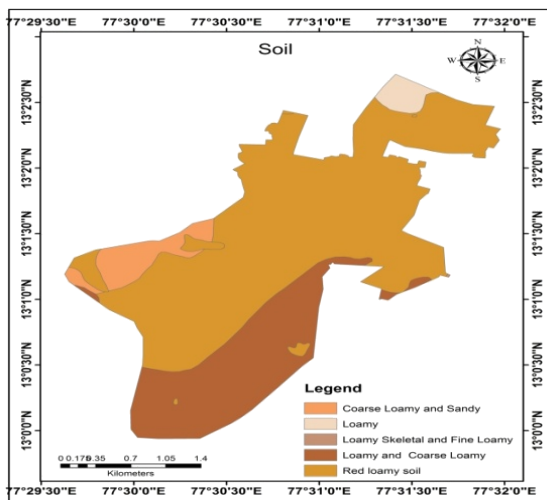 77°29'30"E 77°30'0"E 77°30'30"E 77°31'0"E 77°31'30"E 77°32'0"E
Soil
N
W E
S
13°2'30"N 13°2'30"N
13°2'0"N 13°2'0"N
13°1'30"N 13°1'30"N
13°1'0"N 13°1'0"N
13°0'30"N 13°0'30"N
13°0'0"N 13°0'0"N
Legend
Coarse Loamy and Sandy
Loamy
Loamy Skeletal and Fine Loamy
Loamy and Coarse Loamy
Red loamy soil
0 0.175 0.35 0.7 1.05 1.4
Kilometers
77°29'30"E 77°30'0"E 77°30'30"E 77°31'0"E 77°31'30"E 77°32'0"E